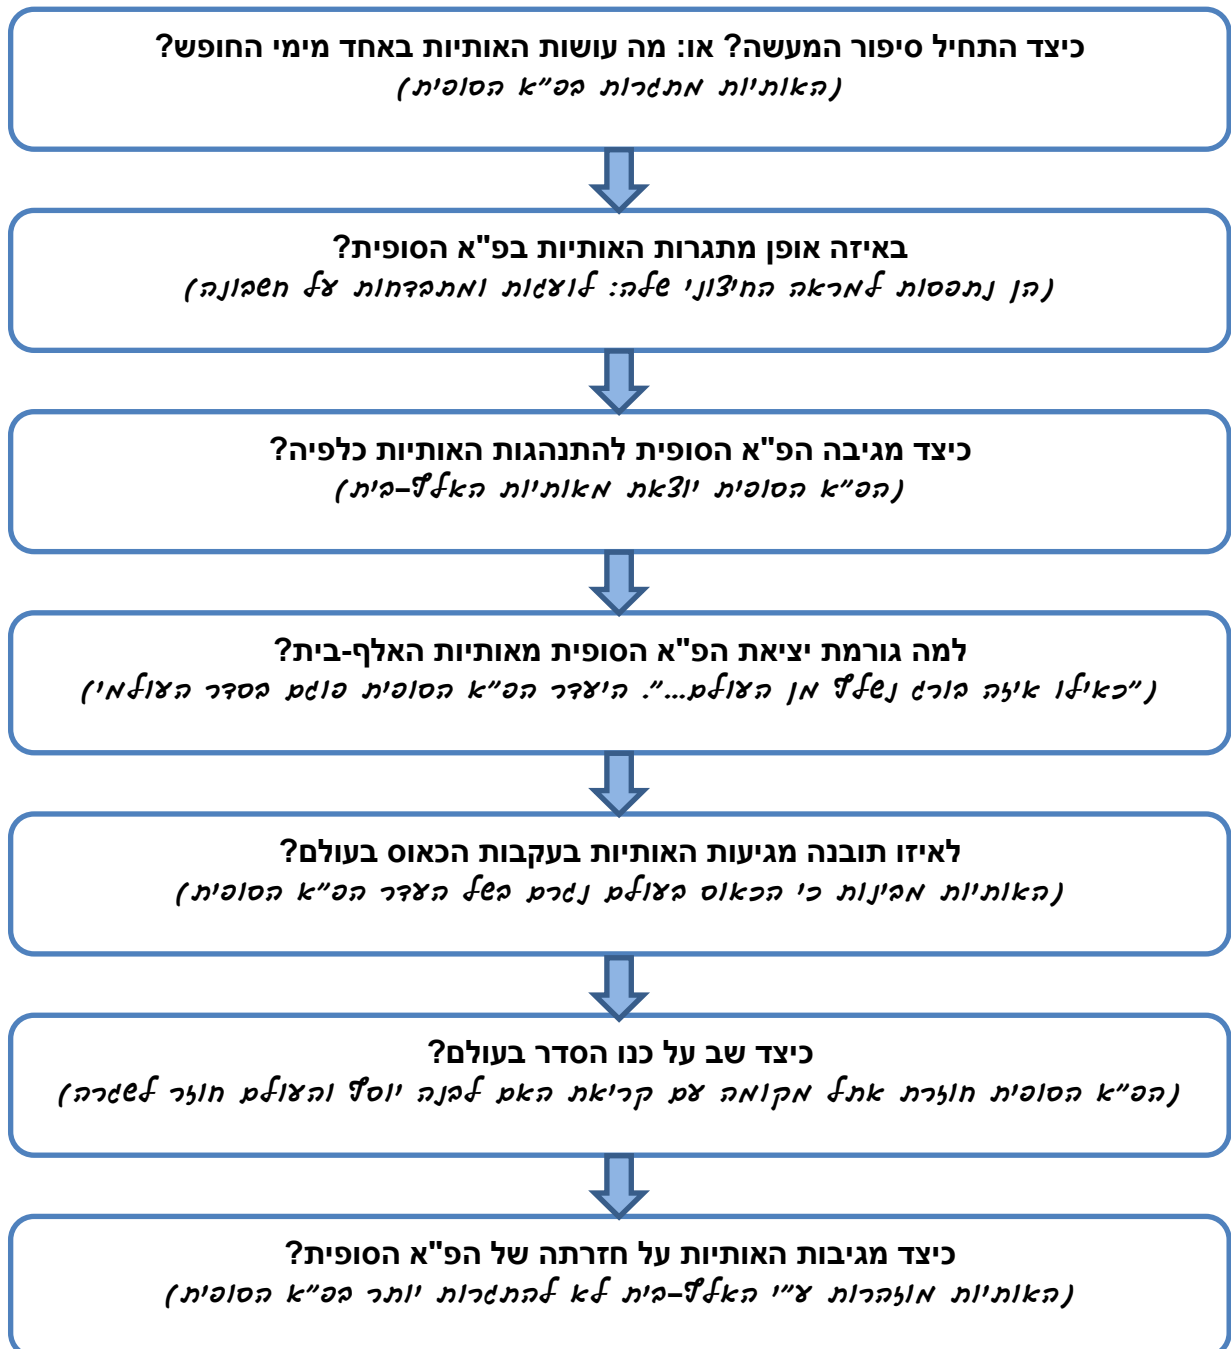 כיצד התחיל סיפור המעשה? או: מה עושות האותיות באחד מימי החופש?
(האותיות מתגרות בפ"א הסופית)
באיזה אופן מתגרות האותיות בפ"א הסופית?
(הן נתפסות למראה החיצוני שלה: לועגות ומתבדחות על חשבונה)
כיצד מגיבה הפ"א הסופית להתנהגות האותיות כלפיה?
(הפ"א הסופית יוצאת מאותיות האלף-בית)
למה גורמת יציאת הפ"א הסופית מאותיות האלף-בית?
("כאילו איזה בורג נשלף מן העולם...". היעדר הפ"א הסופית פוגם בסדר העולמי)
לאיזו תובנה מגיעות האותיות בעקבות הכאוס בעולם?
(האותיות מבינות כי הכאוס בעולם נגרם בשל העדר הפ"א הסופית)
כיצד שב על כנו הסדר בעולם?
(הפ"א הסופית חוזרת אתל מקומה עם קריאת האם לבנה יוסף והעולם חוזר לשגרה)
כיצד מגיבות האותיות על חזרתה של הפ"א הסופית?
(האותיות מוזהרות ע"י האלף-בית לא להתגרות יותר בפ"א הסופית)